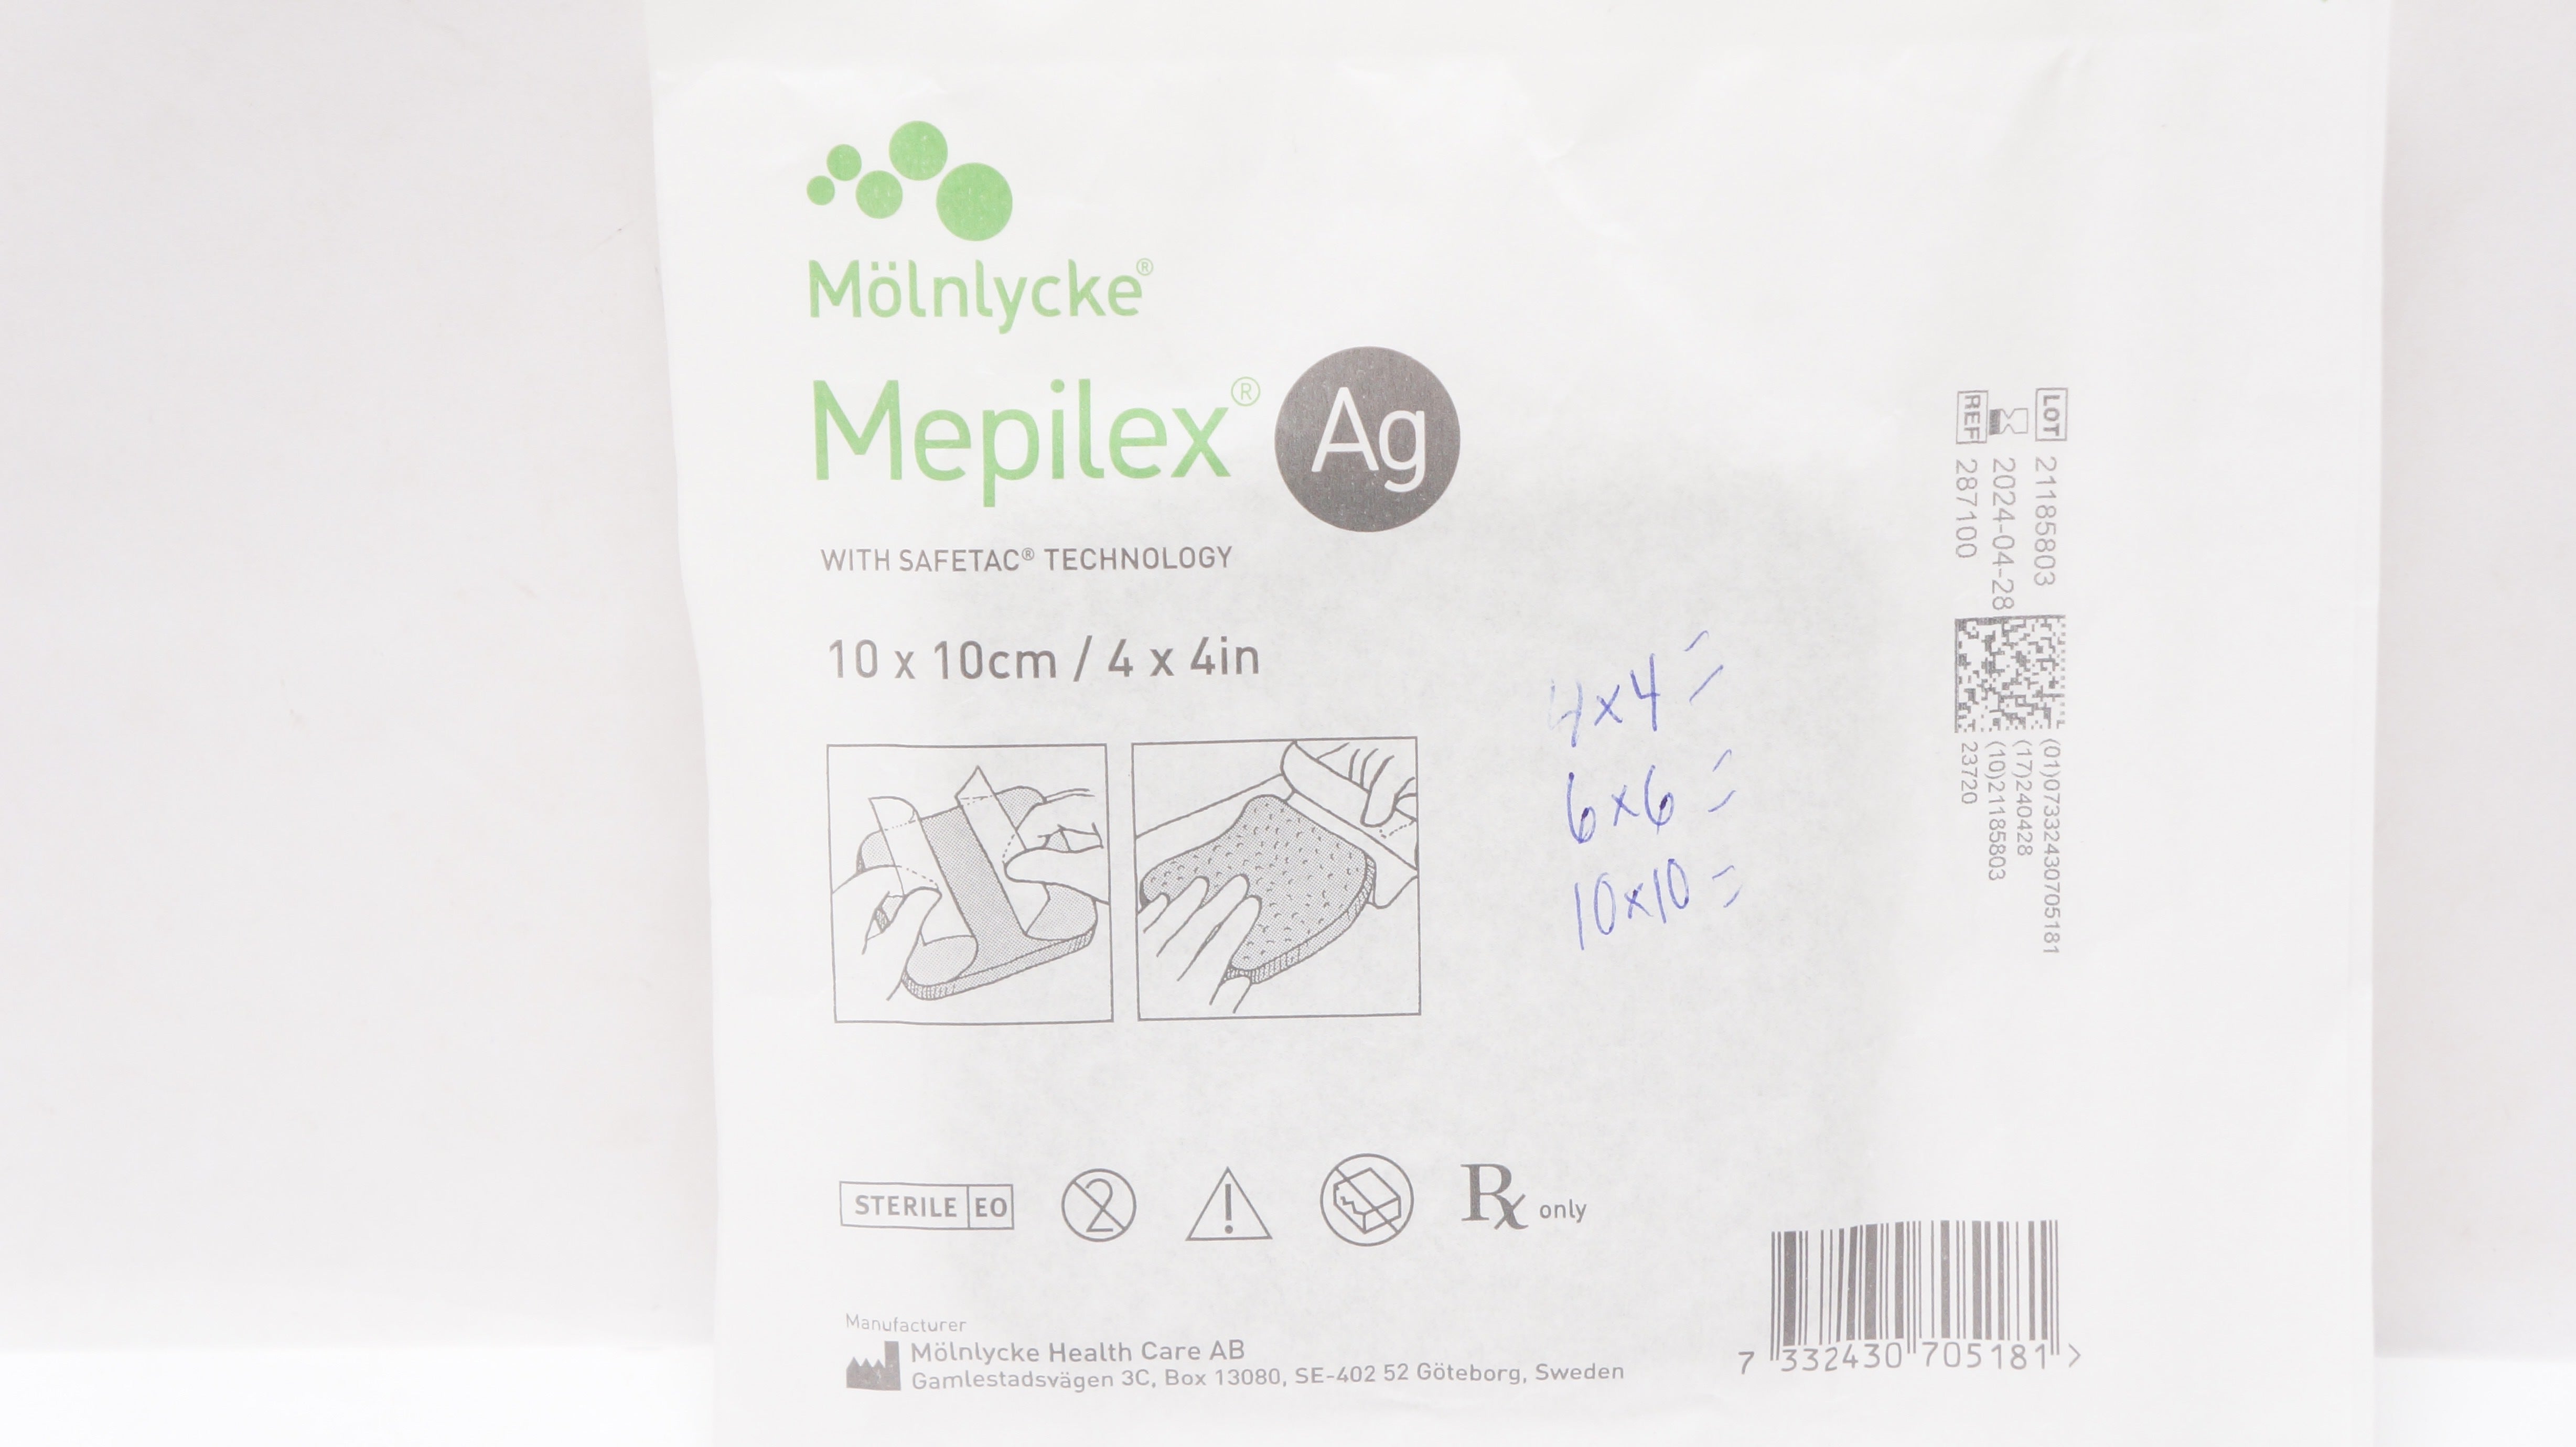 Mölnlycke®
Mepilex® Ag
WITH SAFETAC® TECHNOLOGY
10 x 10cm / 4 x 4in
4x4 =
6x6 =
10x10 =
LOT 21185803
2024-04-28
REF 287100
(01)07332430705181
(17)240428
(10)21185803
23720
STERILE EO
2
!
Rx only
Manufacturer
Mölnlycke Health Care AB
Gamlestadsvägen 3C, Box 13080, SE-402 52 Göteborg, Sweden
7 332430 705181 >